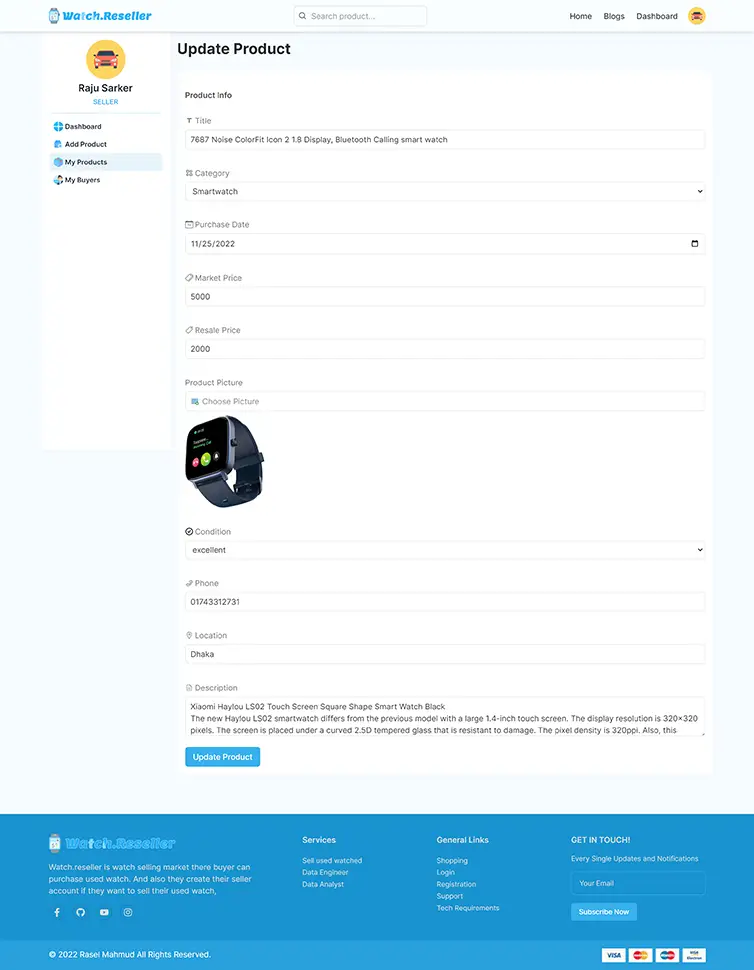 Watch.Reseller
Search product...
Home
Blogs
Dashboard
Raju Sarker
SELLER
Dashboard
Add Product
My Products
My Buyers
Update Product
Product Info
Title
7687 Noise ColorFit Icon 2 1.8 Display, Bluetooth Calling smart watch
Category
Smartwatch
Purchase Date
11/25/2022
Market Price
5000
Resale Price
2000
Product Picture
Choose Picture
Condition
excellent
Phone
01743312731
Location
Dhaka
Description
Xiaomi Haylou LS02 Touch Screen Square Shape Smart Watch Black
The new Haylou LS02 smartwatch differs from the previous model with a large 1.4-inch touch screen. The display resolution is 320×320
pixels. The screen is placed under a curved 2.5D tempered glass that is resistant to damage. The pixel density is 320ppi. Also, this
Update Product
Watch.Reseller
Watch.reseller is watch selling market there buyer can
purchase used watch. And also they create their seller
account if they want to sell their used watch,
Services
Sell used watched
Data Engineer
Data Analyst
General Links
Shopping
Login
Registration
Support
Tech Requirements
GET IN TOUCH!
Every Single Updates and Notifications
Your Email
Subscribe Now
© 2022 Rasel Mahmud All Rights Reserved.
VISA
VISA